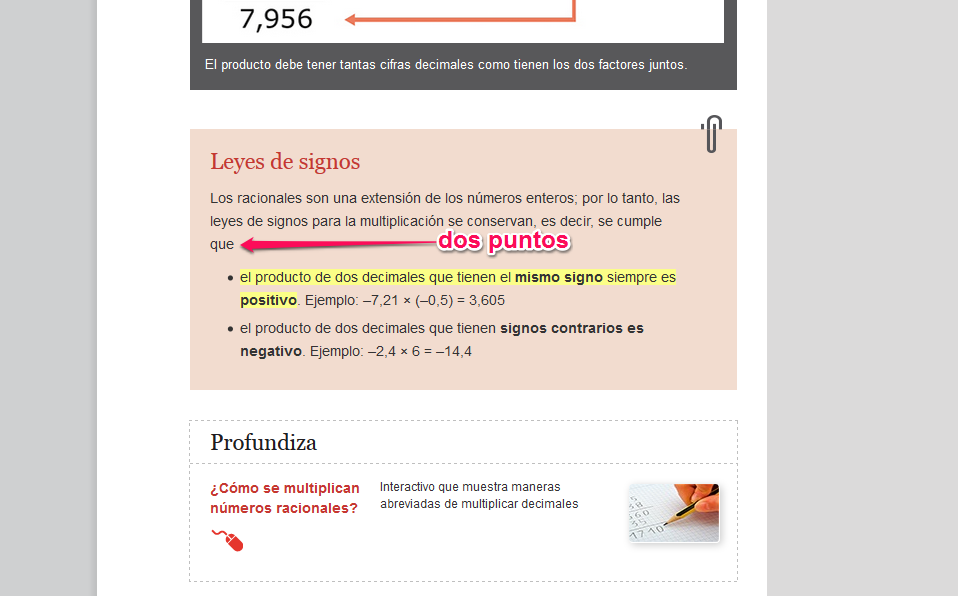 7,956
El producto debe tener tantas cifras decimales como tienen los dos factores juntos.
Leyes de signos
Los racionales son una extensión de los números enteros; por lo tanto, las
leyes de signos para la multiplicación se conservan, es decir, se cumple
que
dos puntos
• el producto de dos decimales que tienen el mismo signo siempre es
positivo. Ejemplo: –7,21 × (–0,5) = 3,605
• el producto de dos decimales que tienen signos contrarios es
negativo. Ejemplo: –2,4 × 6 = –14,4
Profundiza
¿Cómo se multiplican
números racionales?
Interactivo que muestra maneras
abreviadas de multiplicar decimales